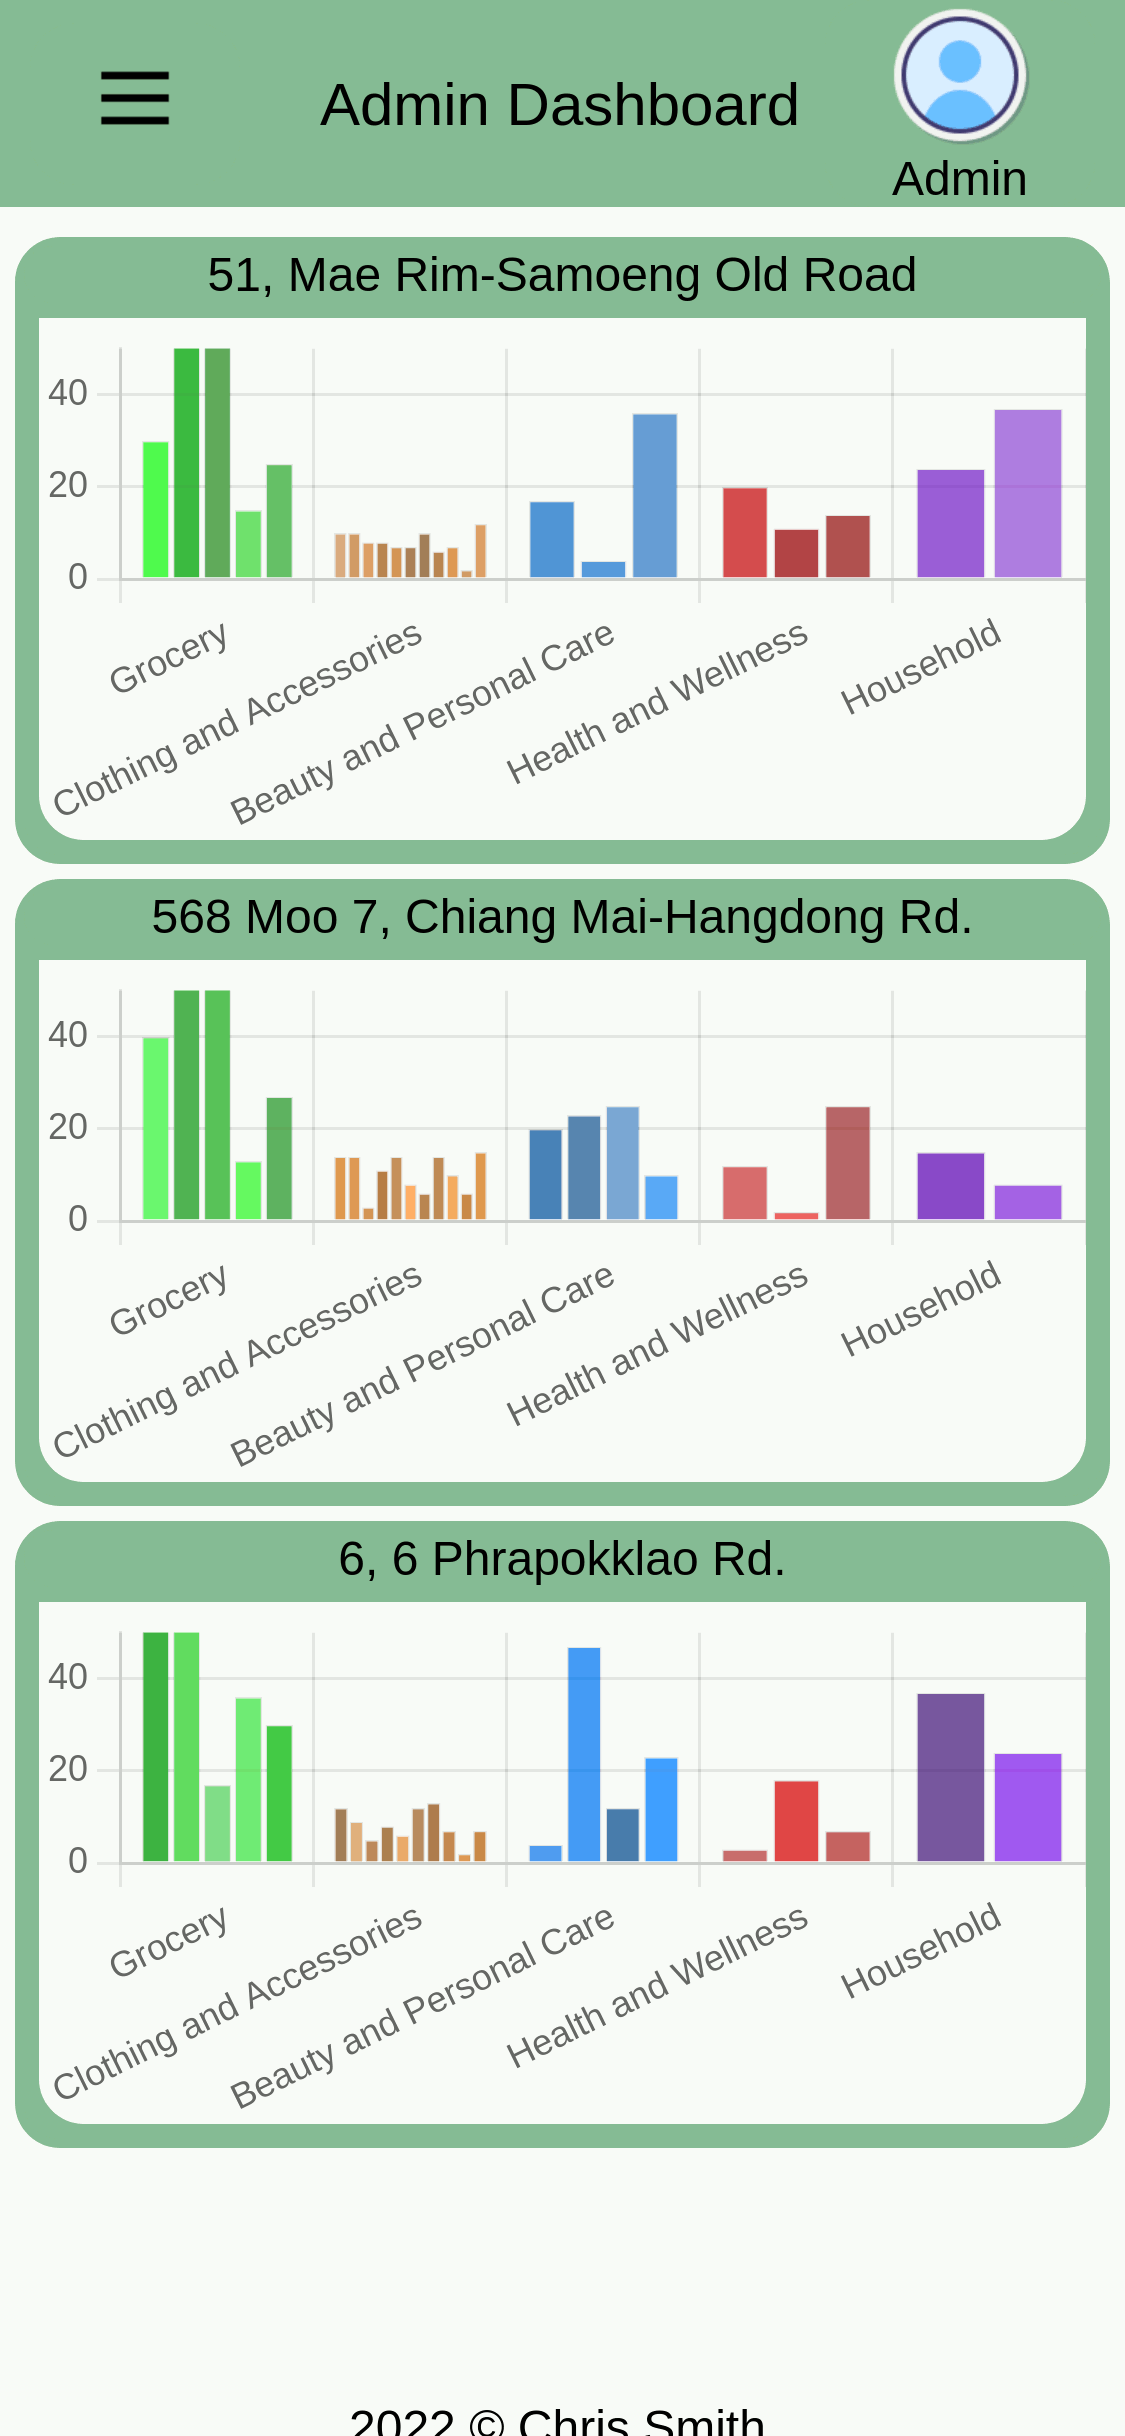 Admin Dashboard
Admin
51, Mae Rim-Samoeng Old Road
40
20
0
Grocery
Clothing and Accessories
Beauty and Personal Care
Health and Wellness
Household
568 Moo 7, Chiang Mai-Hangdong Rd.
40
20
0
Grocery
Clothing and Accessories
Beauty and Personal Care
Health and Wellness
Household
6, 6 Phrapokklao Rd.
40
20
0
Grocery
Clothing and Accessories
Beauty and Personal Care
Health and Wellness
Household
2022 © Chris Smith